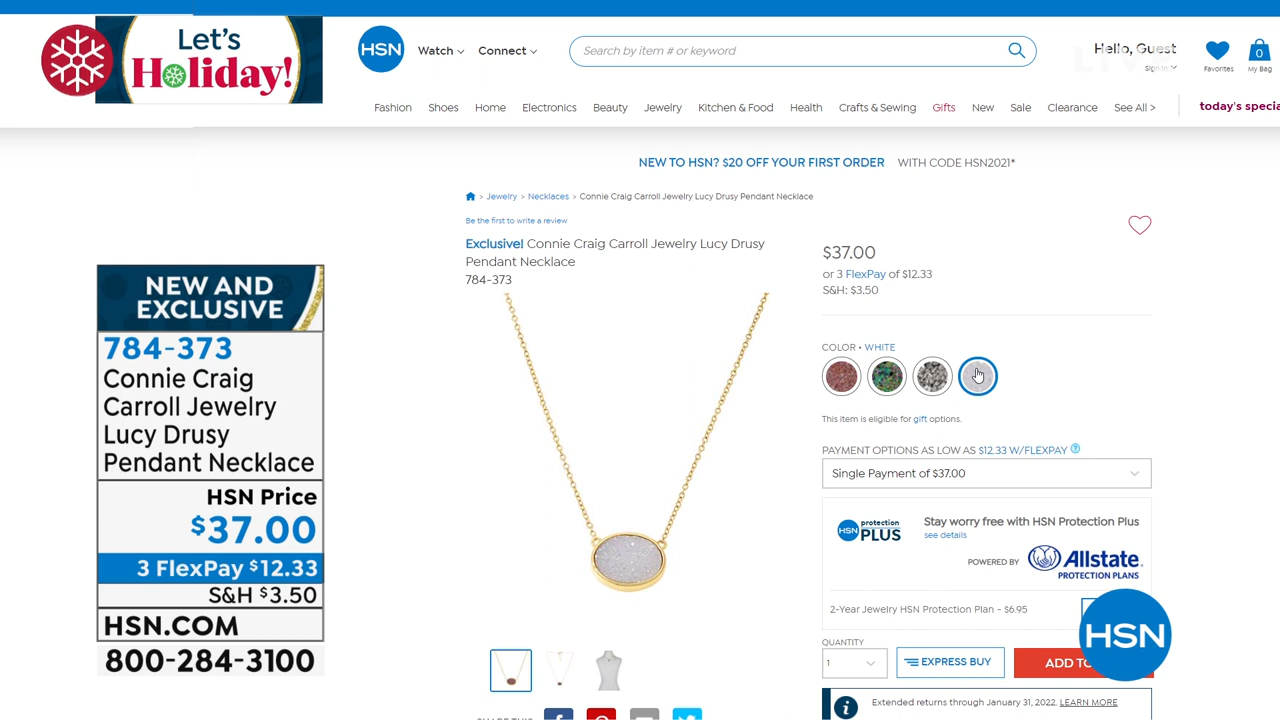 Let's
Holiday!
HSN
Watch
Connect
Search by item # or keyword
Hello, Guest
Sign In
Favorites
0
My Bag
Fashion Shoes Home Electronics Beauty Jewelry Kitchen & Food Health Crafts & Sewing Gifts New Sale Clearance See All >
today's specia
NEW TO HSN? $20 OFF YOUR FIRST ORDER WITH CODE HSN2021*
> Jewelry > Necklaces > Connie Craig Carroll Jewelry Lucy Drusy Pendant Necklace
Be the first to write a review
Exclusive! Connie Craig Carroll Jewelry Lucy Drusy
Pendant Necklace
784-373
NEW AND
EXCLUSIVE
784-373
Connie Craig
Carroll Jewelry
Lucy Drusy
Pendant Necklace
HSN Price
$37.00
3 FlexPay $12.33
S&H $3.50
HSN.COM
800-284-3100
$37.00
or 3 FlexPay of $12.33
S&H: $3.50
COLOR • WHITE
This item is eligible for gift options.
PAYMENT OPTIONS AS LOW AS $12.33 W/FLEXPAY ?
Single Payment of $37.00
HSN protection PLUS
Stay worry free with HSN Protection Plus
see details
POWERED BY Allstate.
PROTECTION PLANS
2-Year Jewelry HSN Protection Plan - $6.95
HSN
QUANTITY
1
EXPRESS BUY
ADD TO
Extended returns through January 31, 2022. LEARN MORE
SHARE THIS